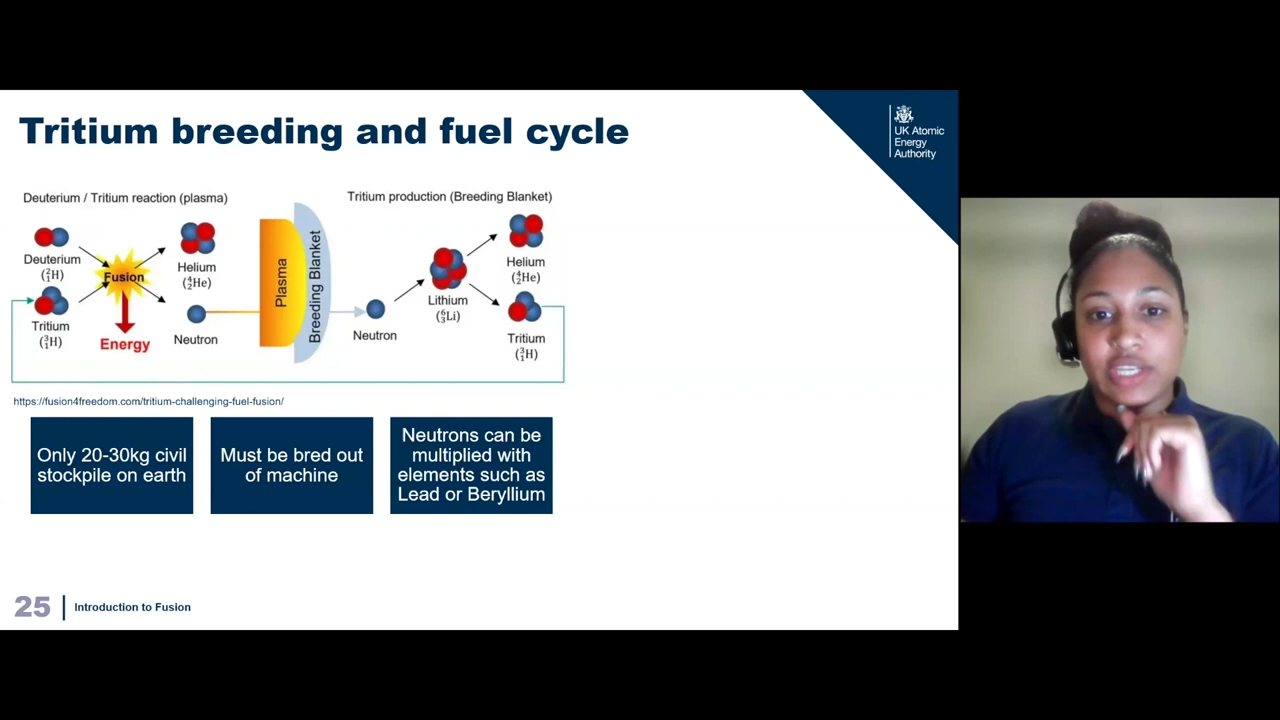 Tritium breeding and fuel cycle
UK Atomic
Energy
Authority
Deuterium / Tritium reaction (plasma)
Tritium production (Breeding Blanket)
Deuterium
(²₁H)
Fusion
Helium
(⁴₂He)
Tritium
(³₁H)
Energy
Neutron
Plasma
Breeding Blanket
Neutron
Lithium
(⁶₃Li)
Helium
(⁴₂He)
Tritium
(³₁H)
https://fusion4freedom.com/tritium-challenging-fuel-fusion/
Only 20-30kg civil
stockpile on earth
Must be bred out
of machine
Neutrons can be
multiplied with
elements such as
Lead or Beryllium
25
Introduction to Fusion